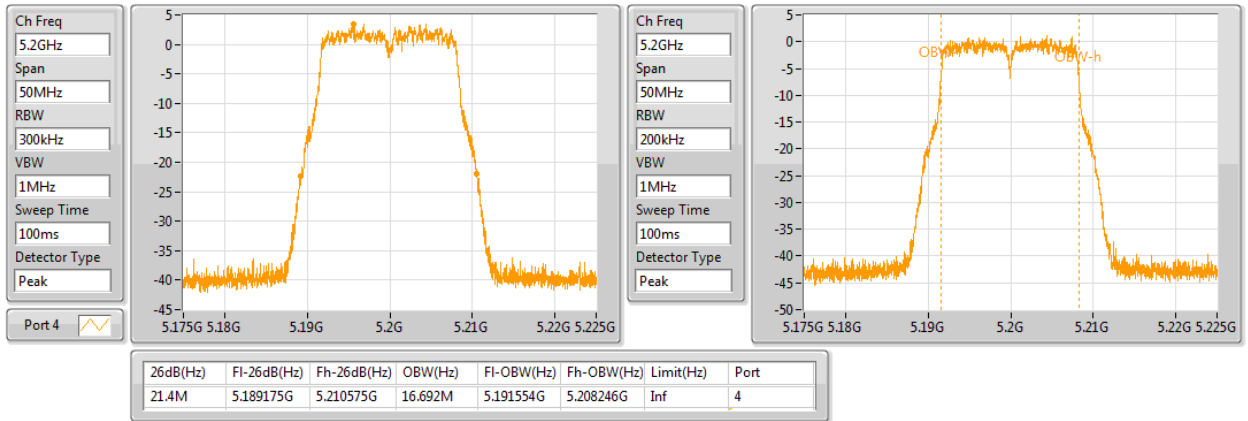 Ch Freq
5.2GHz
Span
50MHz
RBW
300kHz
VBW
1MHz
Sweep Time
100ms
Detector Type
Peak
Port 4
5
0
-5
-10
-15
-20
-25
-30
-35
-40
-45
5.175G 5.18G 5.19G 5.2G 5.21G 5.22G 5.225G
Ch Freq
5.2GHz
Span
50MHz
RBW
200kHz
VBW
1MHz
Sweep Time
100ms
Detector Type
Peak
5
0
-5
-10
-15
-20
-25
-30
-35
-40
-45
-50
OBW-h
5.175G 5.18G 5.19G 5.2G 5.21G 5.22G 5.225G
26dB(Hz) Fl-26dB(Hz) Fh-26dB(Hz) OBW(Hz) Fl-OBW(Hz) Fh-OBW(Hz) Limit(Hz) Port
21.4M 5.189175G 5.210575G 16.692M 5.191554G 5.208246G Inf 4